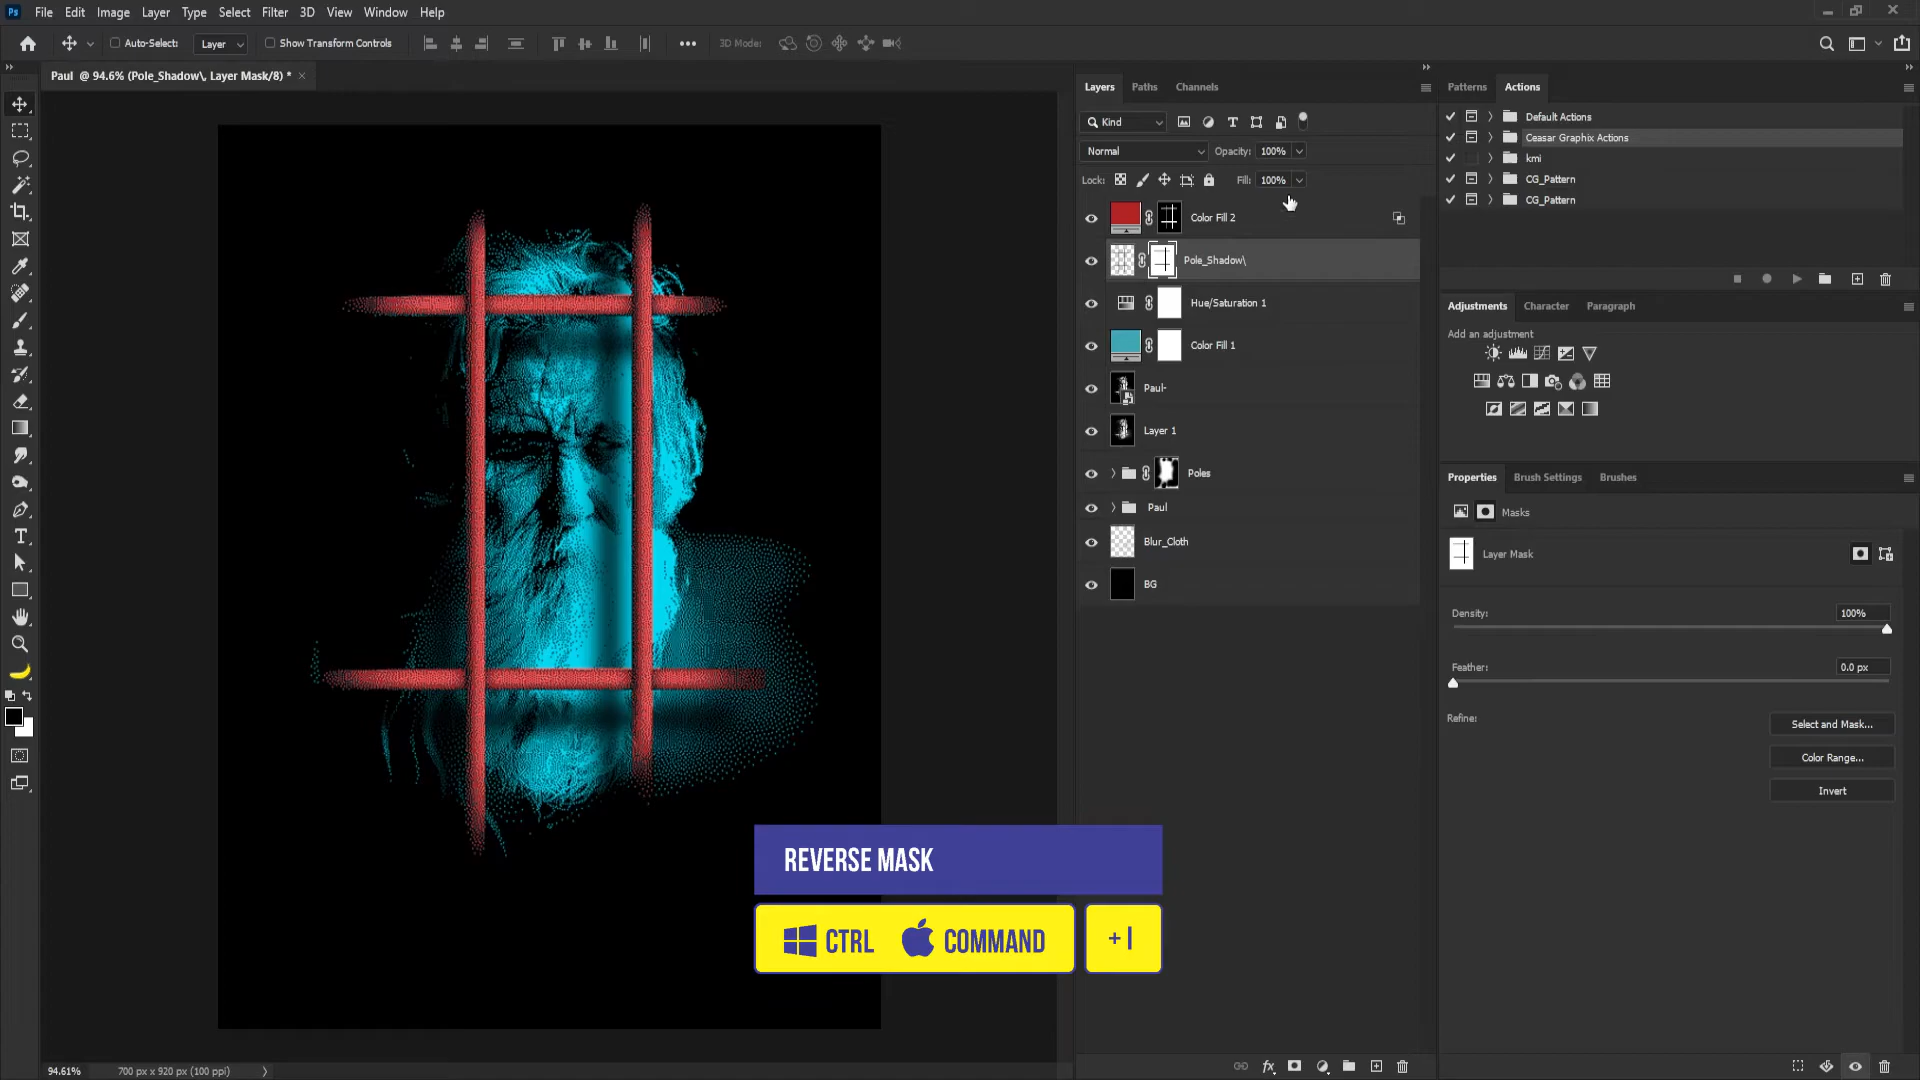 Ps File Edit Image Layer Type Select Filter 3D View Window Help
Auto-Select: Layer Show Transform Controls 3D Mode:
Paul @ 94.6% (Pole_Shadow\, Layer Mask/8) *
Layers Paths Channels
Kind
Normal Opacity: 100%
Lock: Fill: 100%
Color Fill 2
Pole_Shadow\
Hue/Saturation 1
Color Fill 1
Paul-
Layer 1
Poles
Paul
Blur_Cloth
BG
Patterns Actions
Default Actions
Ceasar Graphix Actions
kmi
CG_Pattern
CG_Pattern
Adjustments Character Paragraph
Add an adjustment
Properties Brush Settings Brushes
Masks
Layer Mask
Density: 100%
Feather: 0.0 px
Refine: Select and Mask...
Color Range...
Invert
REVERSE MASK
CTRL COMMAND + I
94.61% 700 px x 920 px (100 ppi)